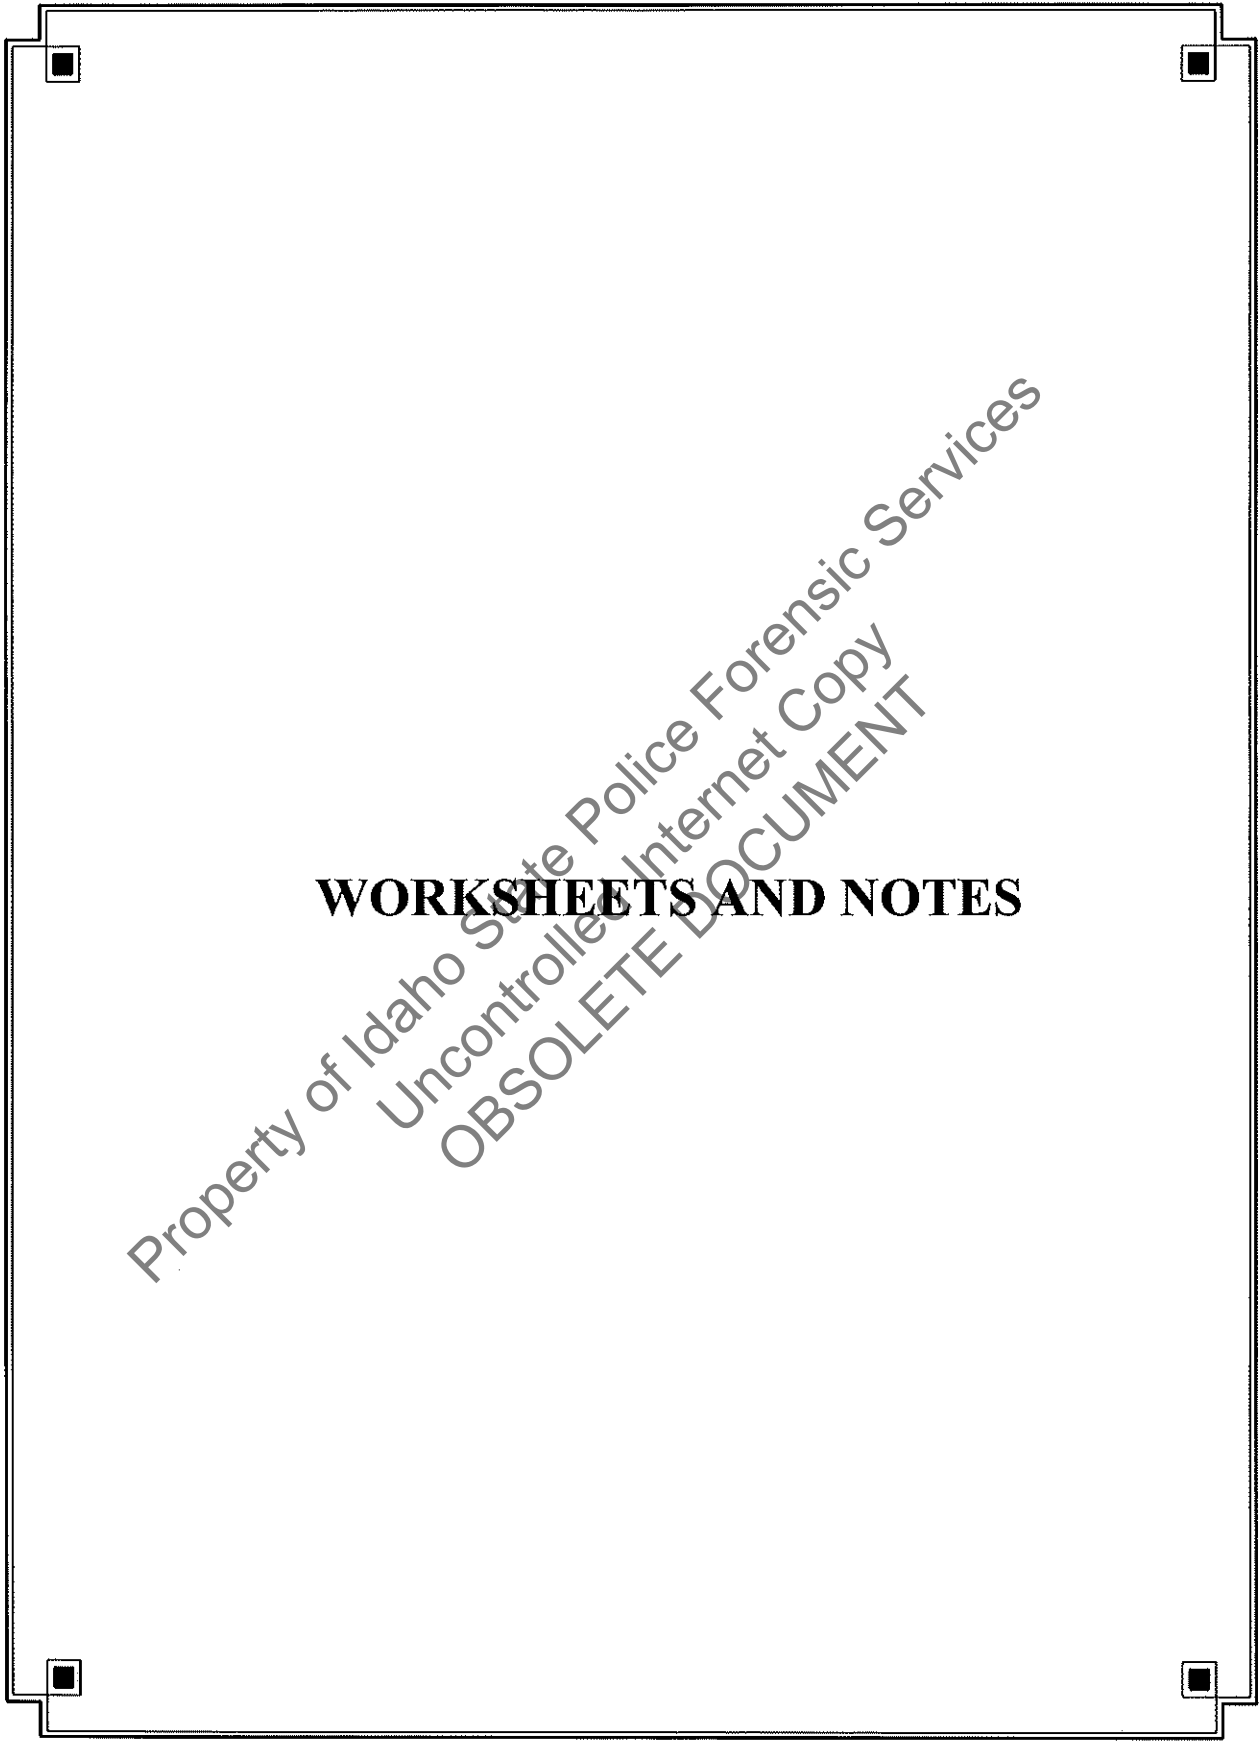 Property of Idaho State Police Forensic Services
Uncontrolled Internet Copy
OBSOLETE DOCUMENT
WORKSHEETS AND NOTES